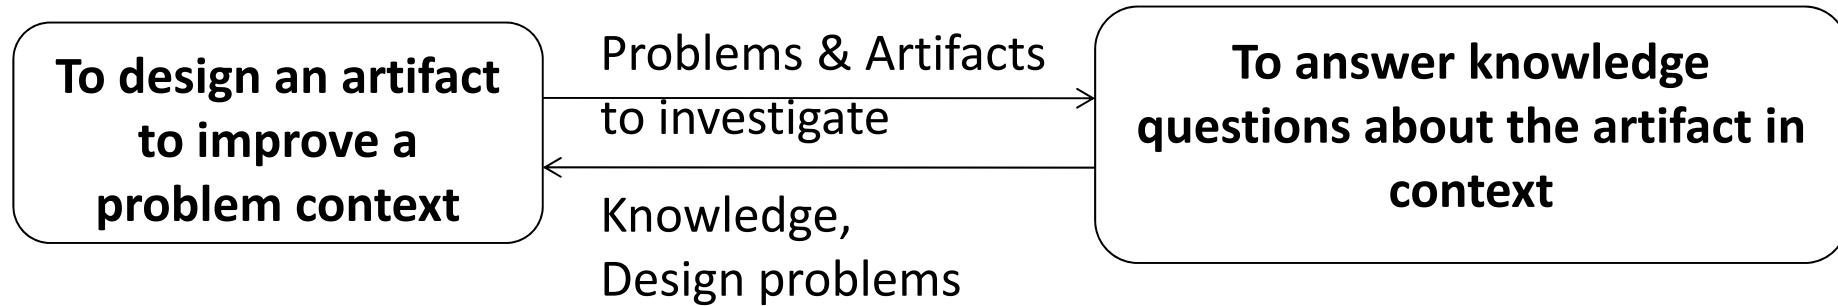 To design an artifact
to improve a
problem context
Problems & Artifacts
to investigate
Knowledge,
Design problems
To answer knowledge
questions about the artifact in
context